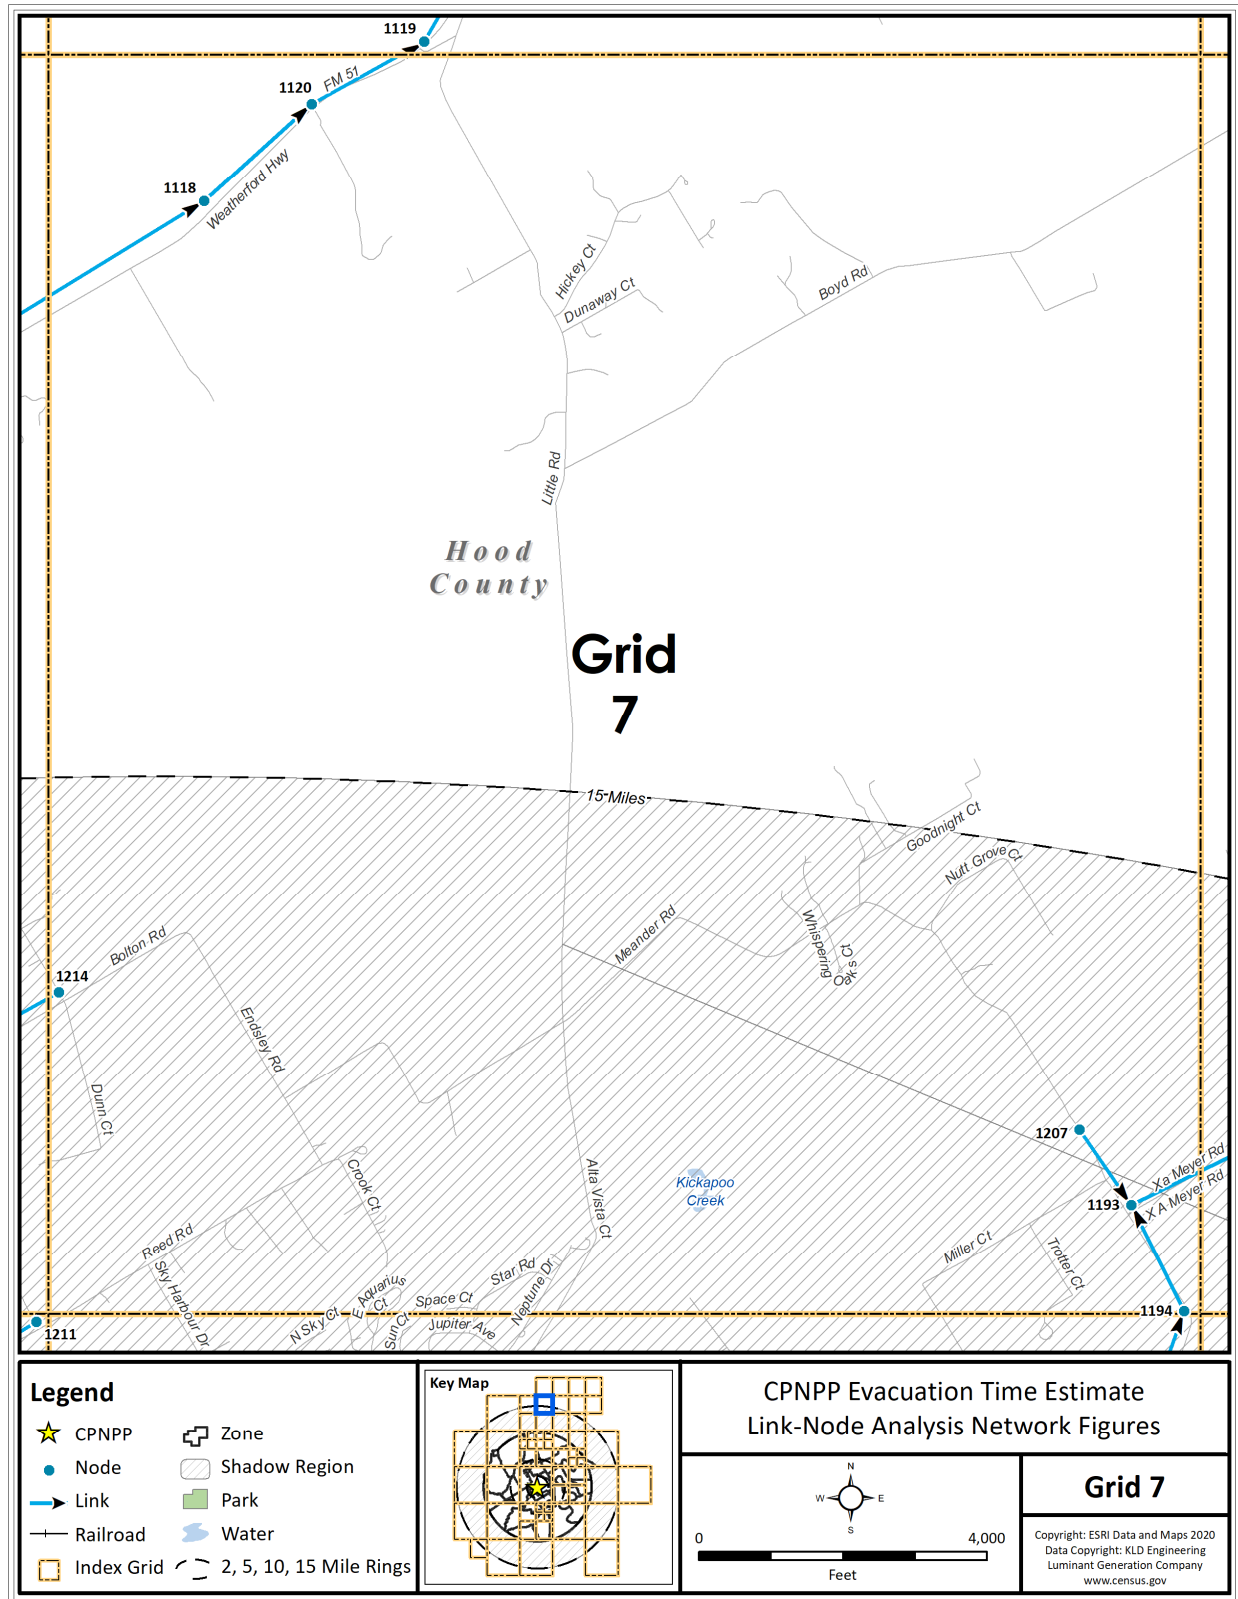 1119
1120
FM 51
1118
Weatherford Hwy
Hickey Ct
Dunaway Ct
Boyd Rd
Little Rd
Hood
County
Grid
7
15 Miles
Goodnight Ct
Nutt Grove Ct
Meander Rd
Whispering
Oaks Ct
Bolton Rd
1214
Endsley Rd
Dunn Ct
1207
Xa Meyer Rd
X A Meyer Rd
1193
Crook Ct
Alta Vista Ct
Kickapoo
Creek
Reed Rd
Sky Harbour Dr
Miller Ct
Trotter Ct
Star Rd
Neptune Dr
E Aquarius
Ct
Space Ct
N Sky Ct
Sun Ct
Jupiter Ave
1194
1211
Legend
CPNPP
Node
Link
Railroad
Index Grid
Zone
Shadow Region
Park
Water
2, 5, 10, 15 Mile Rings
Key Map
CPNPP Evacuation Time Estimate
Link-Node Analysis Network Figures
N
W
E
S
0
4,000
Feet
Grid 7
Copyright: ESRI Data and Maps 2020
Data Copyright: KLD Engineering
Luminant Generation Company
www.census.gov